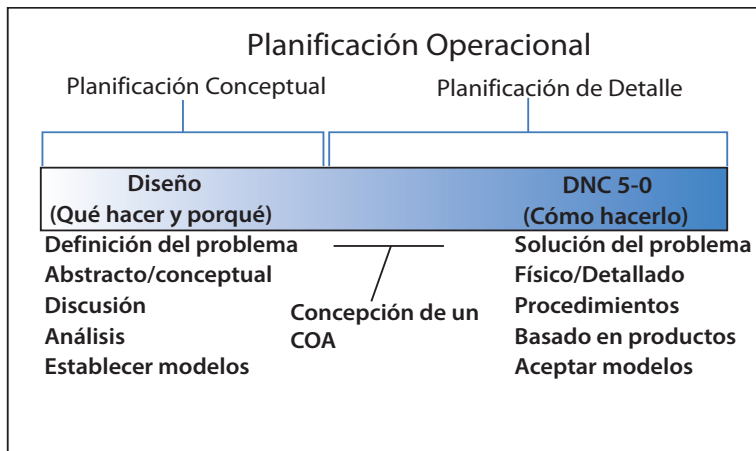 Planificación Operacional
Planificación Conceptual
Planificación de Detalle
Diseño
(Qué hacer y porqué)
DNC 5-0
(Cómo hacerlo)
Definición del problema
Abstracto/conceptual
Discusión
Análisis
Establecer modelos
Concepción de un
COA
Solución del problema
Físico/Detallado
Procedimientos
Basado en productos
Aceptar modelos